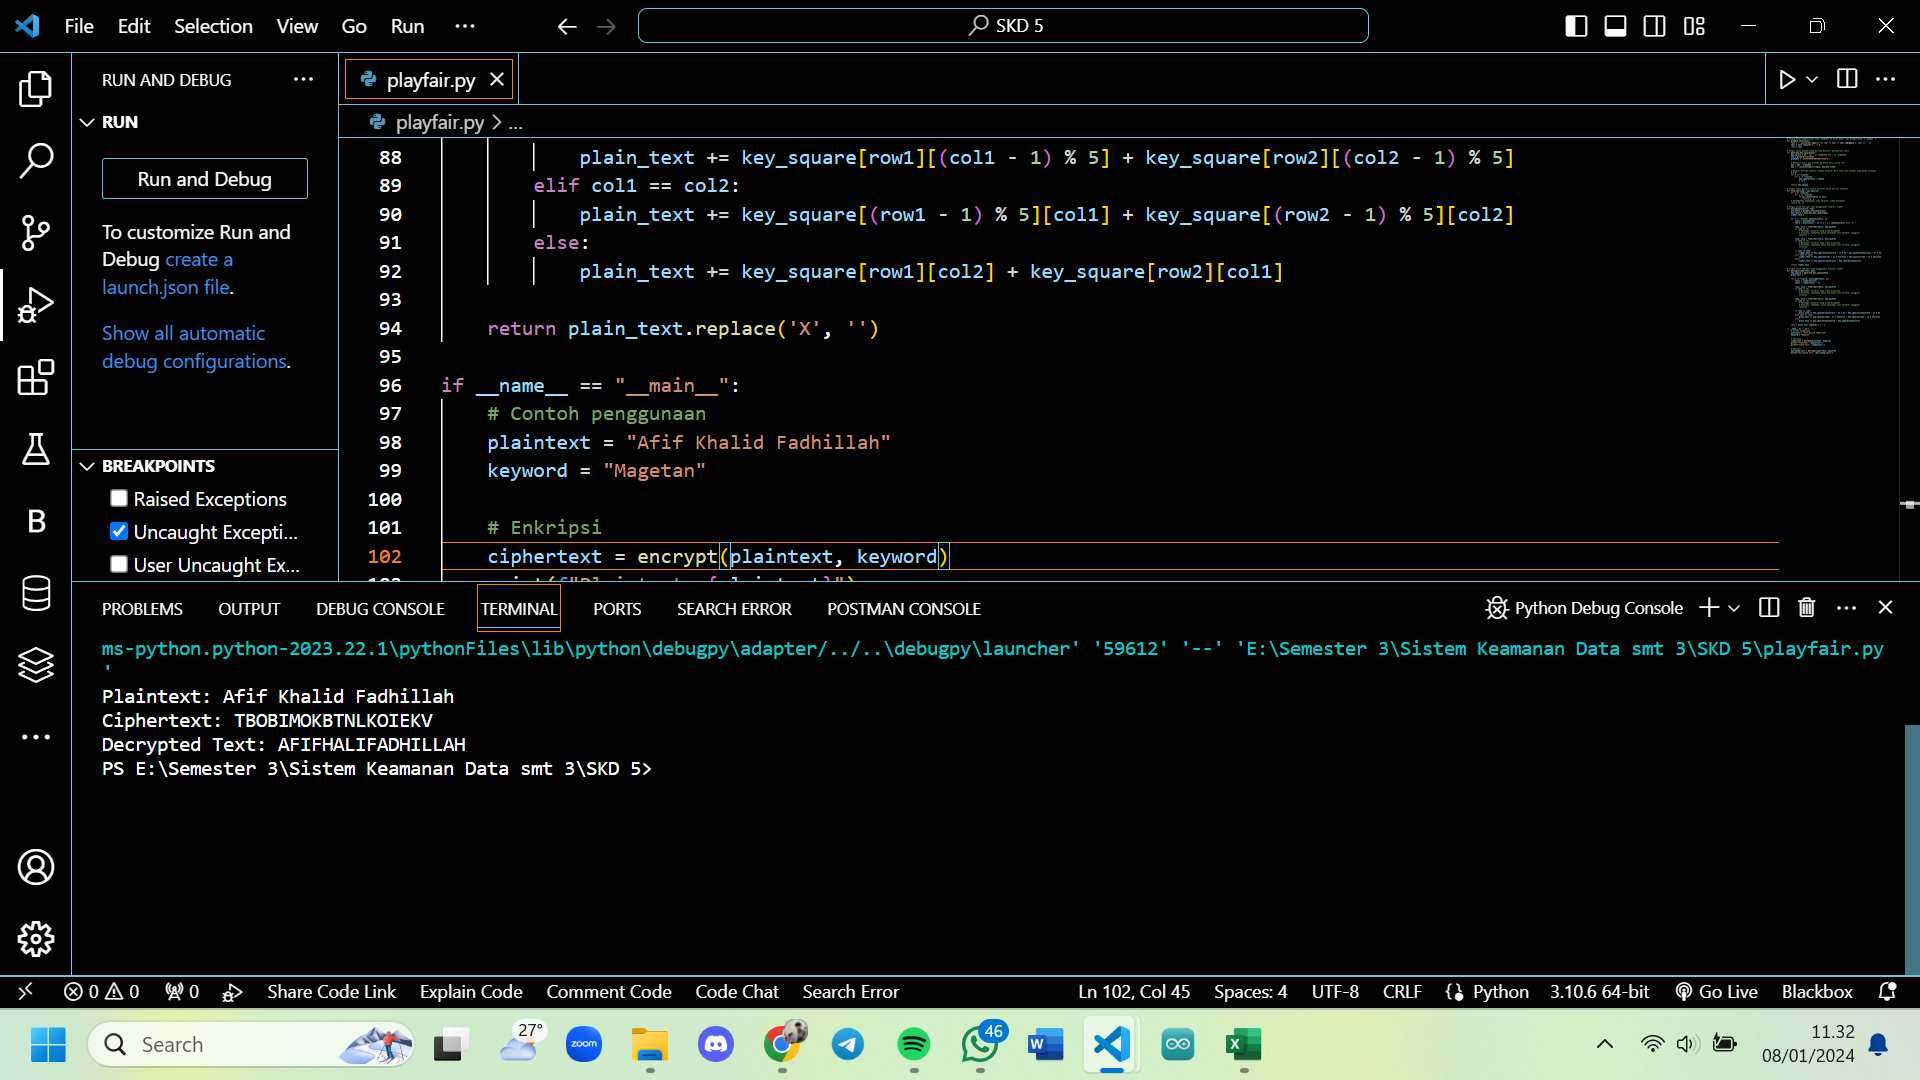 File Edit Selection View Go Run ...
SKD 5
RUN AND DEBUG ...
RUN
Run and Debug
To customize Run and
Debug create a
launch.json file.
Show all automatic
debug configurations.
BREAKPOINTS
Raised Exceptions
Uncaught Excepti...
User Uncaught Ex...
B
playfair.py
playfair.py > ...
88 plain_text += key_square[row1][(col1 - 1) % 5] + key_square[row2][(col2 - 1) % 5]
89 elif col1 == col2:
90 plain_text += key_square[(row1 - 1) % 5][col1] + key_square[(row2 - 1) % 5][col2]
91 else:
92 plain_text += key_square[row1][col2] + key_square[row2][col1]
93
94 return plain_text.replace('X', '')
95
96 if __name__ == "__main__":
97 # Contoh penggunaan
98 plaintext = "Afif Khalid Fadhillah"
99 keyword = "Magetan"
100
101 # Enkripsi
102 ciphertext = encrypt(plaintext, keyword)
PROBLEMS OUTPUT DEBUG CONSOLE TERMINAL PORTS SEARCH ERROR POSTMAN CONSOLE Python Debug Console
ms-python.python-2023.22.1\pythonFiles\lib\python\debugpy\adapter/../..\debugpy\launcher' '59612' '--' 'E:\Semester 3\Sistem Keamanan Data smt 3\SKD 5\playfair.py
'
Plaintext: Afif Khalid Fadhillah
Ciphertext: TBOBIMOKBTNLKOIEKV
Decrypted Text: AFIFHALIFADHILLAH
PS E:\Semester 3\Sistem Keamanan Data smt 3\SKD 5>
0 0 0 Share Code Link Explain Code Comment Code Code Chat Search Error Ln 102, Col 45 Spaces: 4 UTF-8 CRLF Python 3.10.6 64-bit Go Live Blackbox
Search 27° zoom 46 W X 11.32
08/01/2024